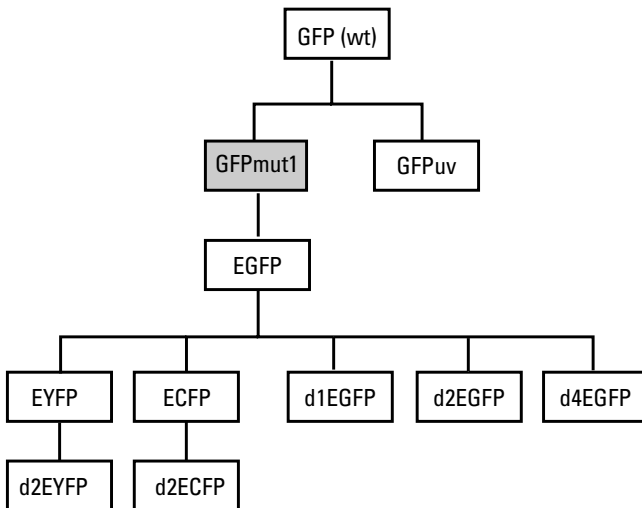 GFP (wt)
GFPmut1
GFPuv
EGFP
EYFP
ECFP
d1EGFP
d2EGFP
d4EGFP
d2EYFP
d2ECFP